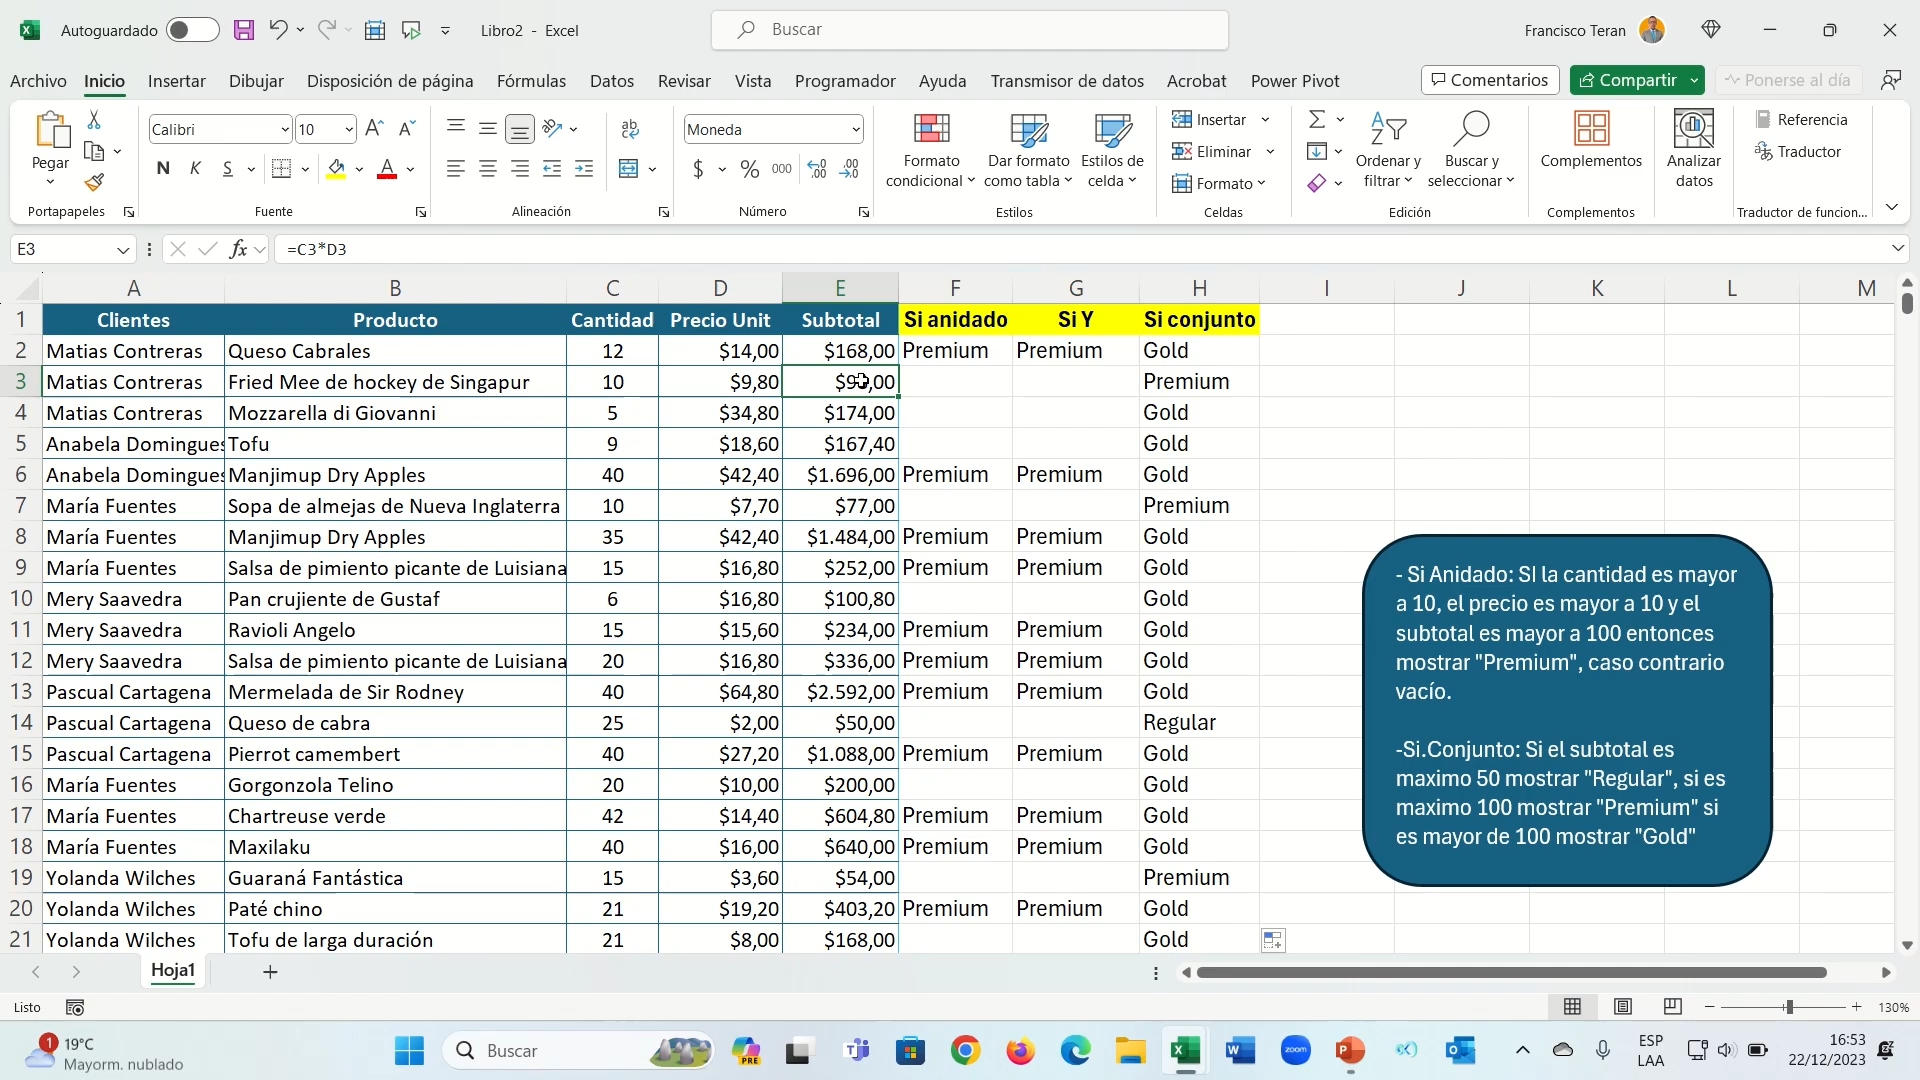 Autoguardado
Libro2 - Excel
Buscar
Francisco Teran
Archivo Inicio Insertar Dibujar Disposición de página Fórmulas Datos Revisar Vista Programador Ayuda Transmisor de datos Acrobat Power Pivot
Comentarios Compartir Ponerse al día
Pegar
Portapapeles
Calibri 10
N K S
Fuente
Alineación
Moneda
$ % 000
Número
Formato condicional
Dar formato como tabla
Estilos de celda
Estilos
Insertar
Eliminar
Formato
Celdas
Ordenar y filtrar
Buscar y seleccionar
Edición
Complementos
Complementos
Analizar datos
Referencia
Traductor
Traductor de funcion...
E3 fx =C3*D3
A B C D E F G H I J K L M
1 Clientes Producto Cantidad Precio Unit Subtotal Si anidado Si Y Si conjunto
2 Matias Contreras Queso Cabrales 12 $14,00 $168,00 Premium Premium Gold
3 Matias Contreras Fried Mee de hockey de Singapur 10 $9,80 Premium
4 Matias Contreras Mozzarella di Giovanni 5 $34,80 $174,00 Gold
5 Anabela Domingues Tofu 9 $18,60 $167,40 Gold
6 Anabela Domingues Manjimup Dry Apples 40 $42,40 $1.696,00 Premium Premium Gold
7 María Fuentes Sopa de almejas de Nueva Inglaterra 10 $7,70 $77,00 Premium
8 María Fuentes Manjimup Dry Apples 35 $42,40 $1.484,00 Premium Premium Gold
9 María Fuentes Salsa de pimiento picante de Luisiana 15 $16,80 $252,00 Premium Premium Gold
10 Mery Saavedra Pan crujiente de Gustaf 6 $16,80 $100,80 Gold
11 Mery Saavedra Ravioli Angelo 15 $15,60 $234,00 Premium Premium Gold
12 Mery Saavedra Salsa de pimiento picante de Luisiana 20 $16,80 $336,00 Premium Premium Gold
13 Pascual Cartagena Mermelada de Sir Rodney 40 $64,80 $2.592,00 Premium Premium Gold
14 Pascual Cartagena Queso de cabra 25 $2,00 $50,00 Regular
15 Pascual Cartagena Pierrot camembert 40 $27,20 $1.088,00 Premium Premium Gold
16 María Fuentes Gorgonzola Telino 20 $10,00 $200,00 Gold
17 María Fuentes Chartreuse verde 42 $14,40 $604,80 Premium Premium Gold
18 María Fuentes Maxilaku 40 $16,00 $640,00 Premium Premium Gold
19 Yolanda Wilches Guaraná Fantástica 15 $3,60 $54,00 Premium
20 Yolanda Wilches Paté chino 21 $19,20 $403,20 Premium Premium Gold
21 Yolanda Wilches Tofu de larga duración 21 $8,00 $168,00 Gold
- Si Anidado: SI la cantidad es mayor
a 10, el precio es mayor a 10 y el
subtotal es mayor a 100 entonces
mostrar "Premium", caso contrario
vacío.
-Si.Conjunto: Si el subtotal es
maximo 50 mostrar "Regular", si es
maximo 100 mostrar "Premium" si
es mayor de 100 mostrar "Gold"
Hoja1
Listo
130%
1
19°C
Mayorm. nublado
Buscar
PRE
zoom
ESP
LAA
16:53
22/12/2023